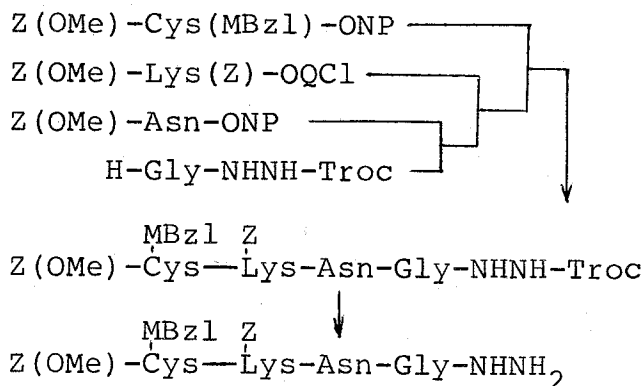 Z(OMe)-Cys(MBzl)-ONP
Z(OMe)-Lys(Z)-OQCl
Z(OMe)-Asn-ONP
H-Gly-NHNH-Troc
MBzl Z
Z(OMe)-Cys—Lys-Asn-Gly-NHNH-Troc
MBzl Z
Z(OMe)-Cys—Lys-Asn-Gly-NHNH₂